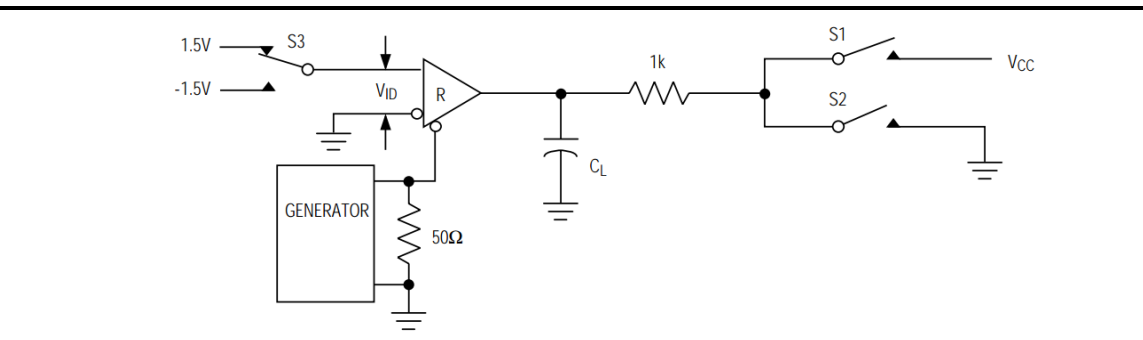 1.5V
S3
-1.5V
VID
R
GENERATOR
50Ω
CL
1k
S1
VCC
S2